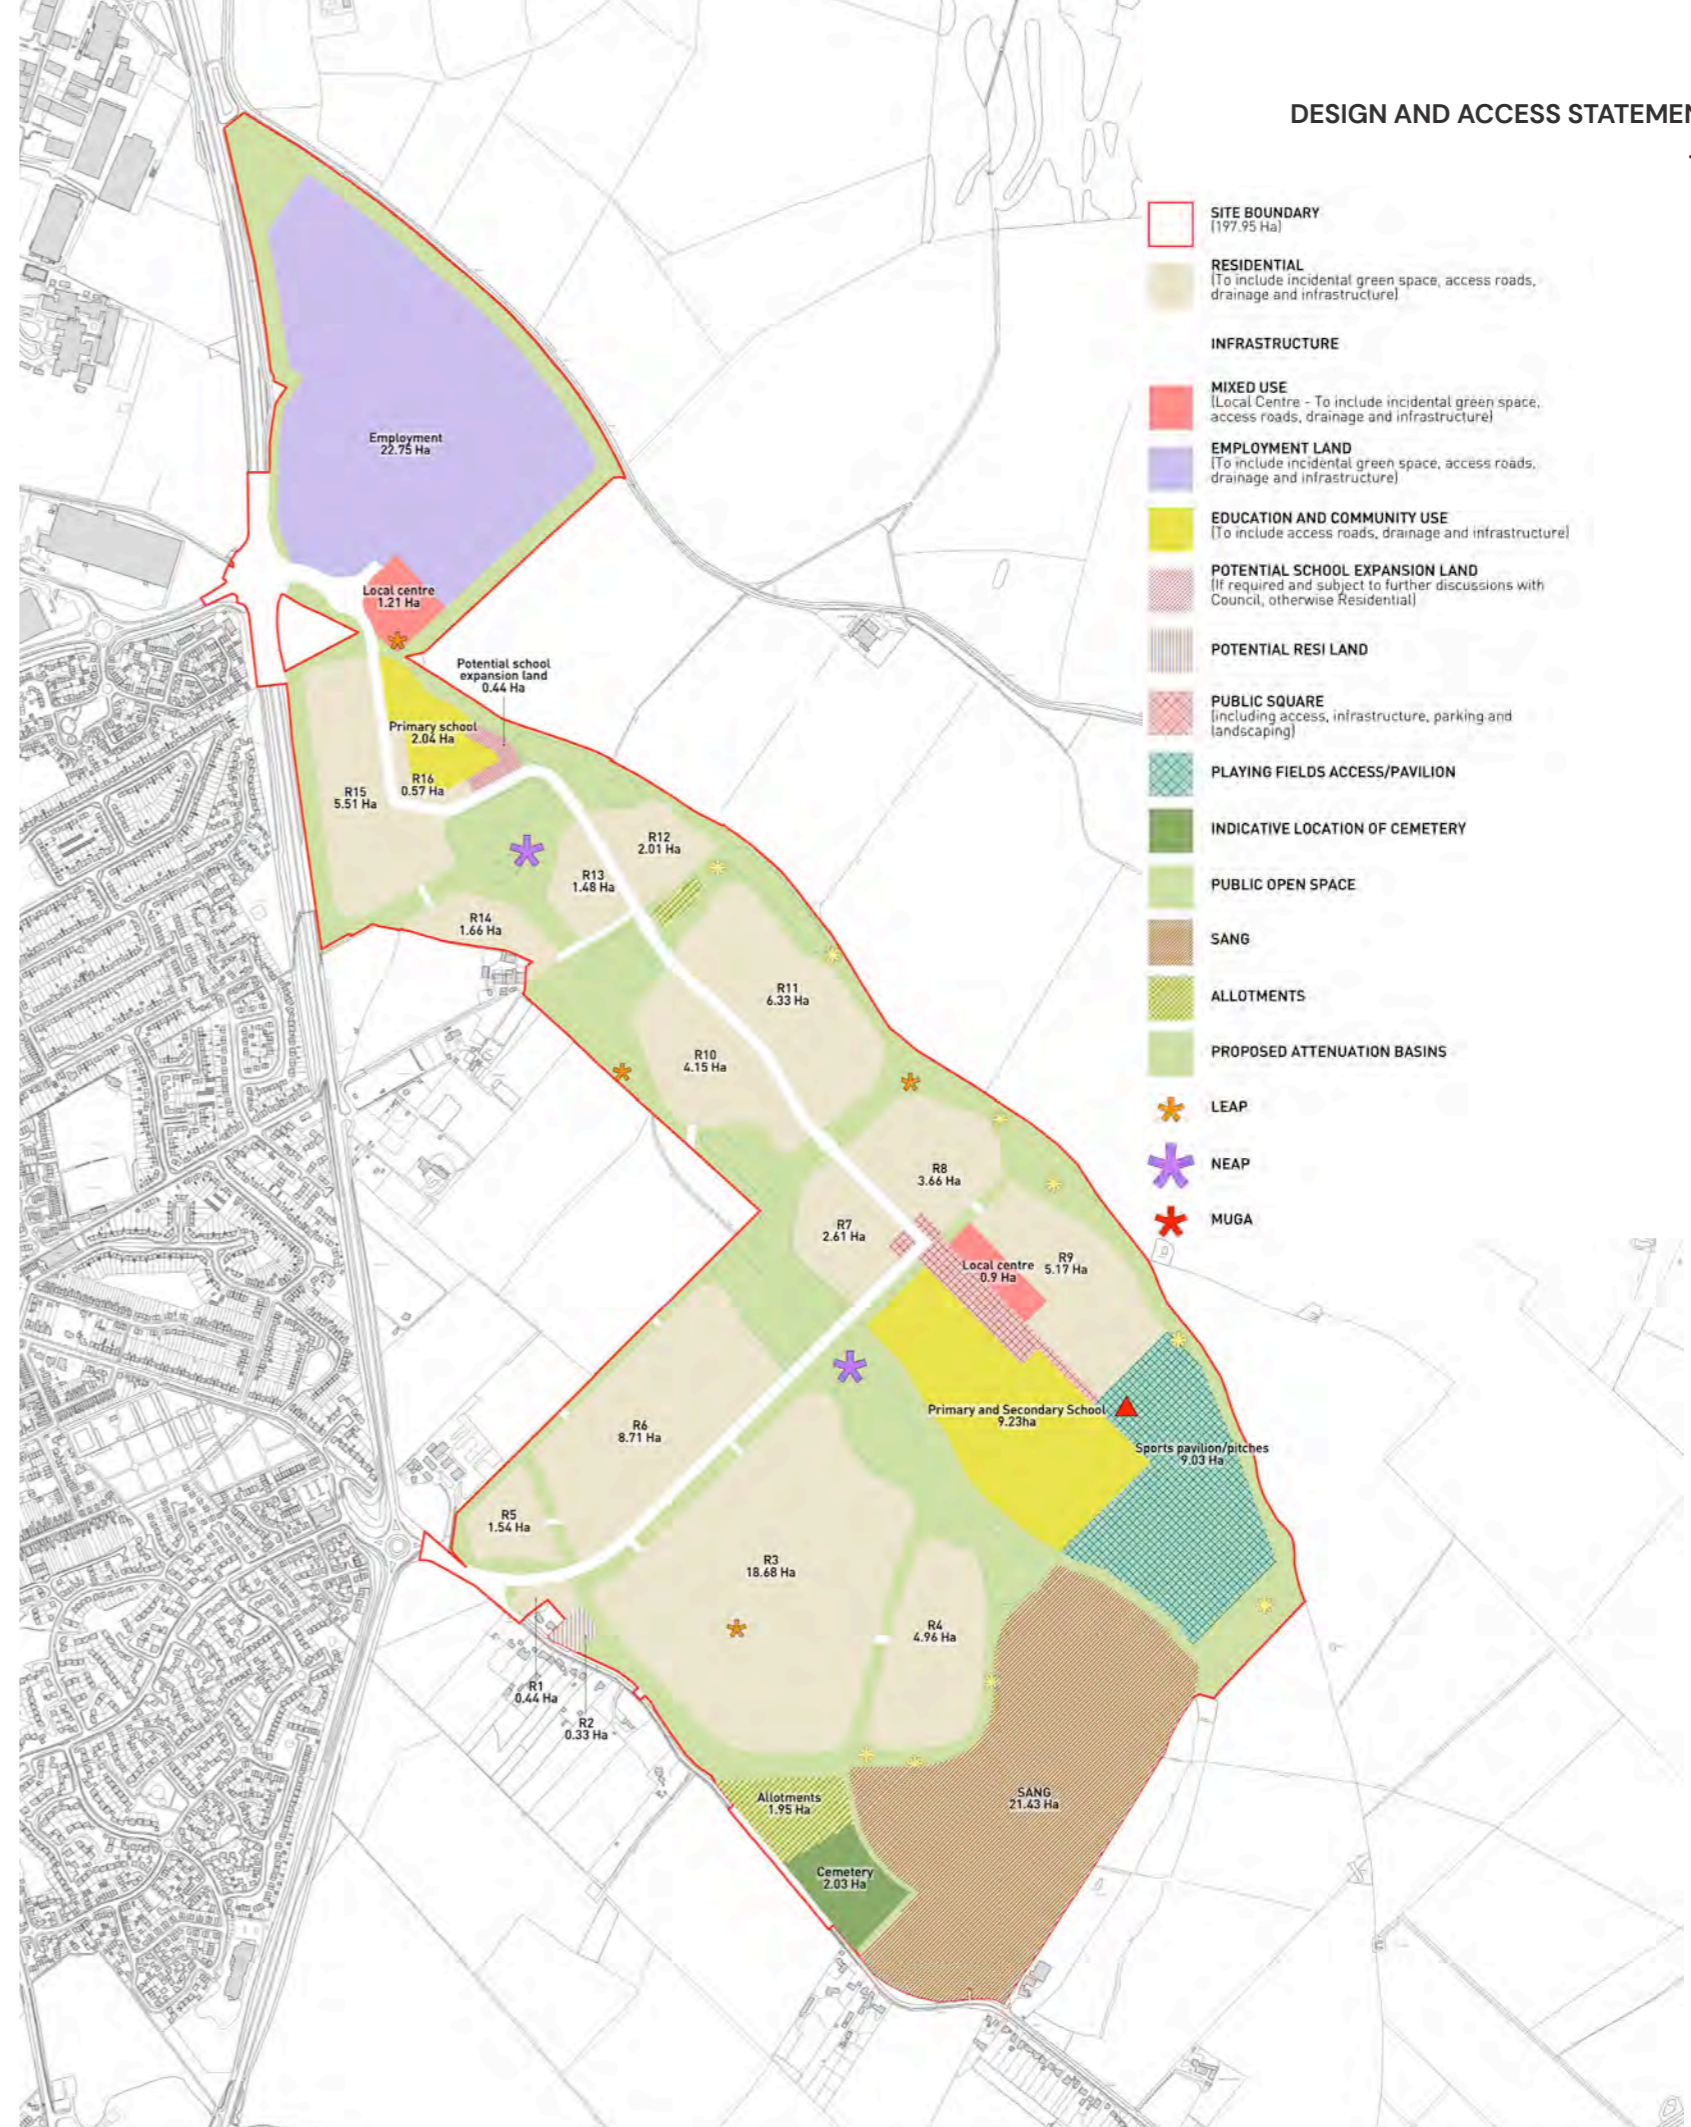 DESIGN AND ACCESS STATEMEN
SITE BOUNDARY
(197.95 Ha)
RESIDENTIAL
(To include incidental green space, access roads,
drainage and infrastructure)
INFRASTRUCTURE
MIXED USE
(Local Centre - To include incidental green space,
access roads, drainage and infrastructure)
EMPLOYMENT LAND
(To include incidental green space, access roads,
drainage and infrastructure)
EDUCATION AND COMMUNITY USE
(To include access roads, drainage and infrastructure)
POTENTIAL SCHOOL EXPANSION LAND
(If required and subject to further discussions with
Council, otherwise Residential)
POTENTIAL RESI LAND
PUBLIC SQUARE
(including access, infrastructure, parking and
landscaping)
PLAYING FIELDS ACCESS/PAVILION
INDICATIVE LOCATION OF CEMETERY
PUBLIC OPEN SPACE
SANG
ALLOTMENTS
PROPOSED ATTENUATION BASINS
LEAP
NEAP
MUGA
Employment
22.75 Ha
Local centre
1.21 Ha
Potential school
expansion land
0.44 Ha
Primary school
2.04 Ha
R16
0.57 Ha
R15
5.51 Ha
R12
2.01 Ha
R13
1.48 Ha
R14
1.66 Ha
R11
6.33 Ha
R10
4.15 Ha
R8
3.66 Ha
R7
2.61 Ha
R9
5.17 Ha
Local centre
0.9 Ha
Primary and Secondary School
9.23ha
Sports pavilion/pitches
9.03 Ha
R6
8.71 Ha
R5
1.54 Ha
R3
18.68 Ha
R4
4.96 Ha
R1
0.44 Ha
R2
0.33 Ha
Allotments
1.95 Ha
SANG
21.43 Ha
Cemetery
2.03 Ha